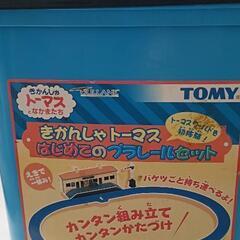 きかんしゃ
トーマス
となかまたち
TOMY
きかんしゃトーマス
はじめてのプラレールセット
バケツごと持ち運べるよ!
カンタン組み立て
カンタンかたづけ